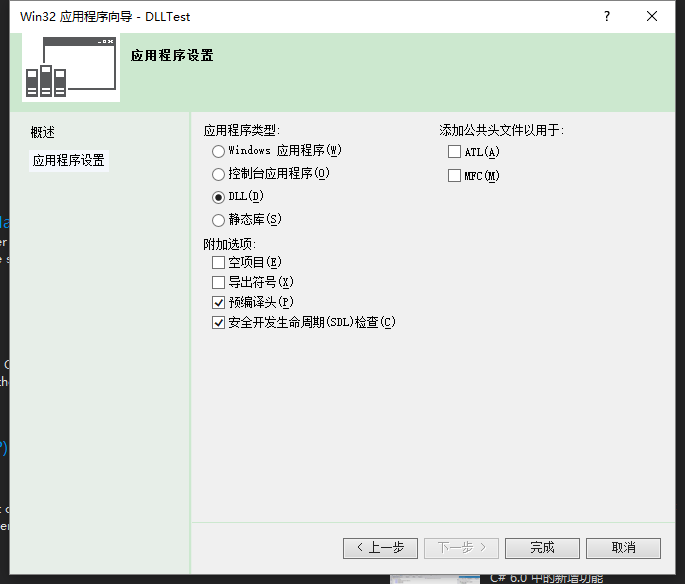 Win32 应用程序向导 - DLLTest
?
应用程序设置
概述
应用程序设置
应用程序类型:
Windows 应用程序(W)
控制台应用程序(O)
DLL(D)
静态库(S)
附加选项:
空项目(E)
导出符号(X)
预编译头(P)
安全开发生命周期(SDL)检查(C)
添加公共头文件以用于:
ATL(A)
MFC(M)
< 上一步
下一步 >
完成
取消
C# 6.0 中的新增功能